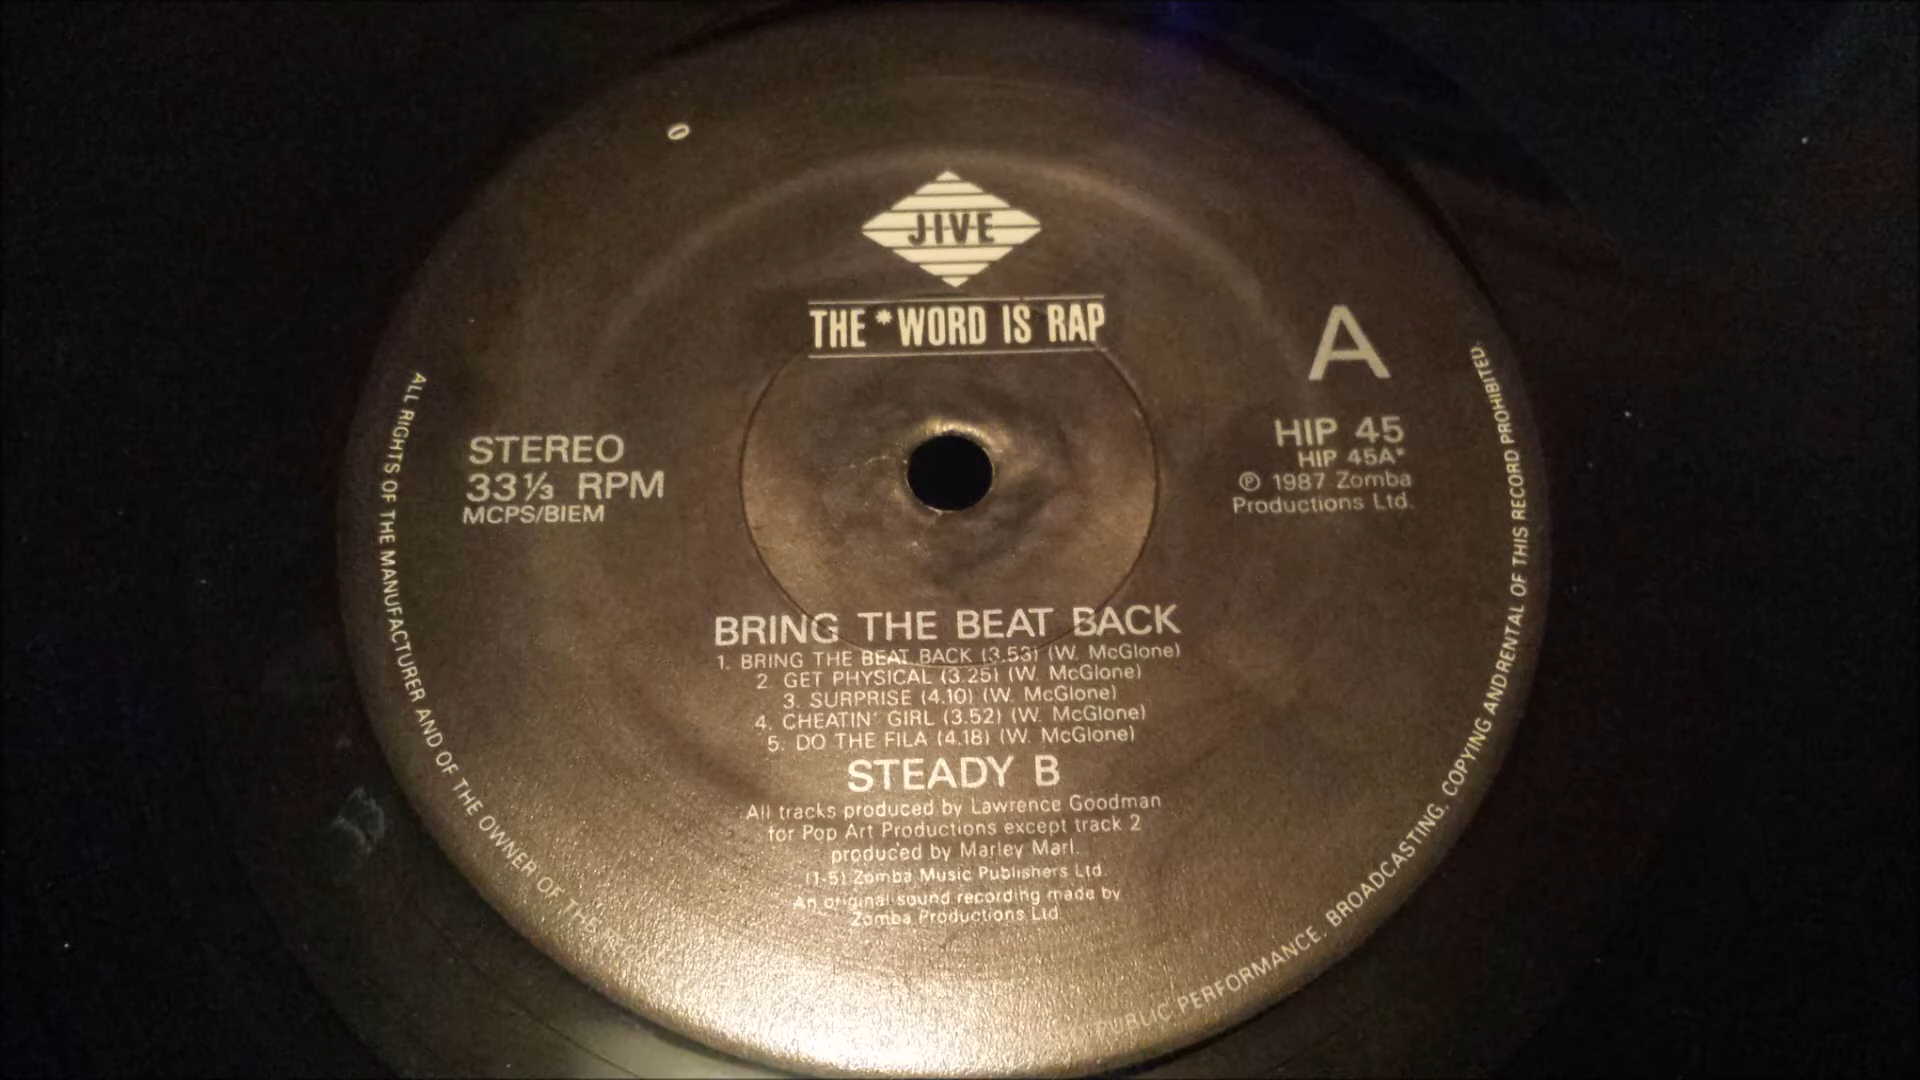 0
JIVE
THE * WORD IS RAP
A
STEREO
33⅓ RPM
MCPS/BIEM
HIP 45
HIP 45A*
℗ 1987 Zomba
Productions Ltd.
BRING THE BEAT BACK
1. BRING THE BEAT BACK (3.53) (W. McGlone)
2. GET PHYSICAL (3.25) (W. McGlone)
3. SURPRISE (4.10) (W. McGlone)
4. CHEATIN' GIRL (3.52) (W. McGlone)
5. DO THE FILA (4.18) (W. McGlone)
STEADY B
All tracks produced by Lawrence Goodman
for Pop Art Productions except track 2
produced by Marley Marl.
(1-5) Zomba Music Publishers Ltd.
An original sound recording made by
Zomba Productions Ltd
ALL RIGHTS OF THE MANUFACTURER AND OF THE OWNER OF THE
PUBLIC PERFORMANCE, BROADCASTING, COPYING AND RENTAL OF THIS RECORD PROHIBITED.